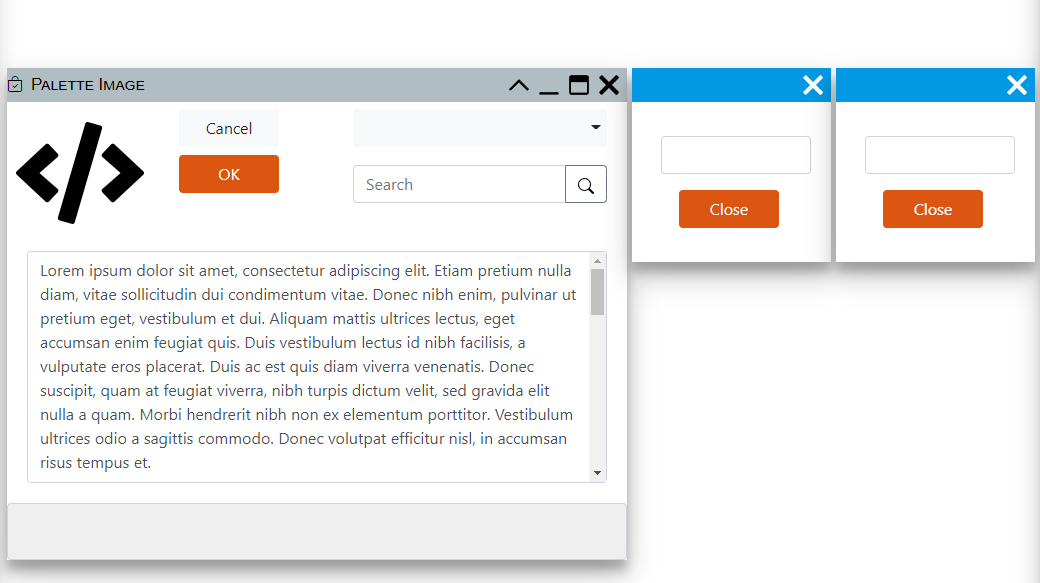 Palette Image
Cancel
OK
Search
Close
Close
Lorem ipsum dolor sit amet, consectetur adipiscing elit. Etiam pretium nulla
diam, vitae sollicitudin dui condimentum vitae. Donec nibh enim, pulvinar ut
pretium eget, vestibulum et dui. Aliquam mattis ultrices lectus, eget
accumsan enim feugiat quis. Duis vestibulum lectus id nibh facilisis, a
vulputate eros placerat. Duis ac est quis diam viverra venenatis. Donec
suscipit, quam at feugiat viverra, nibh turpis dictum velit, sed gravida elit
nulla a quam. Morbi hendrerit nibh non ex elementum porttitor. Vestibulum
ultrices odio a sagittis commodo. Donec volutpat efficitur nisl, in accumsan
risus tempus et.